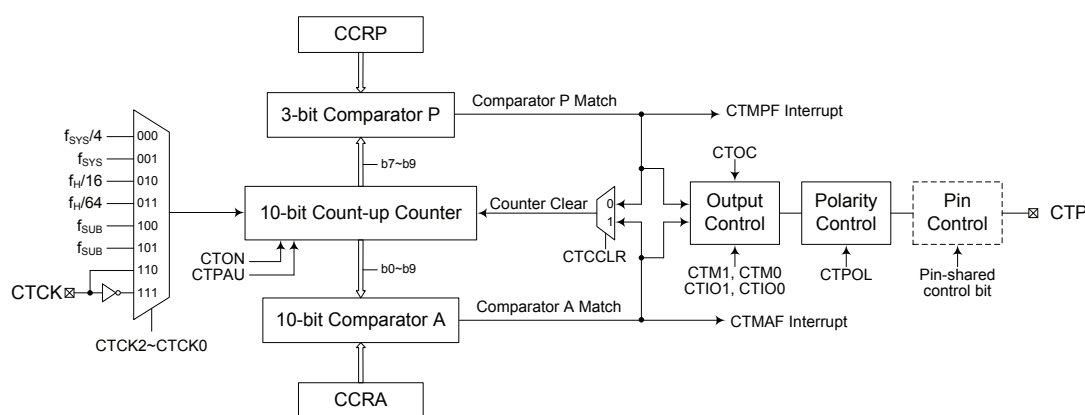 CCRP
3-bit Comparator P
Comparator P Match
CTMPF Interrupt
b7~b9
fSYS/4
000
fSYS
001
fH/16
010
fH/64
011
fSUB
100
fSUB
101
110
CTCK
111
CTCK2~CTCK0
10-bit Count-up Counter
CTON
CTPAU
b0~b9
Counter Clear
0
1
CTCCLR
CTOC
Output
Control
CTM1, CTM0
CTIO1, CTIO0
Polarity
Control
CTPOL
Pin
Control
Pin-shared
control bit
CTP
10-bit Comparator A
Comparator A Match
CTMAF Interrupt
CCRA